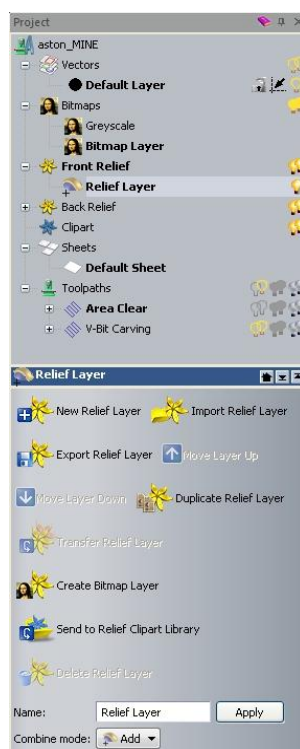 Project
aston_MINE
Vectors
Default Layer
Bitmaps
Greyscale
Bitmap Layer
Front Relief
Relief Layer
Back Relief
Clipart
Sheets
Default Sheet
Toolpaths
Area Clear
V-Bit Carving
Relief Layer
New Relief Layer Import Relief Layer
Export Relief Layer Move Layer Up
Move Layer Down Duplicate Relief Layer
Transfer Relief Layer
Create Bitmap Layer
Send to Relief Clipart Library
Delete Relief Layer
Name: Relief Layer Apply
Combine mode: Add